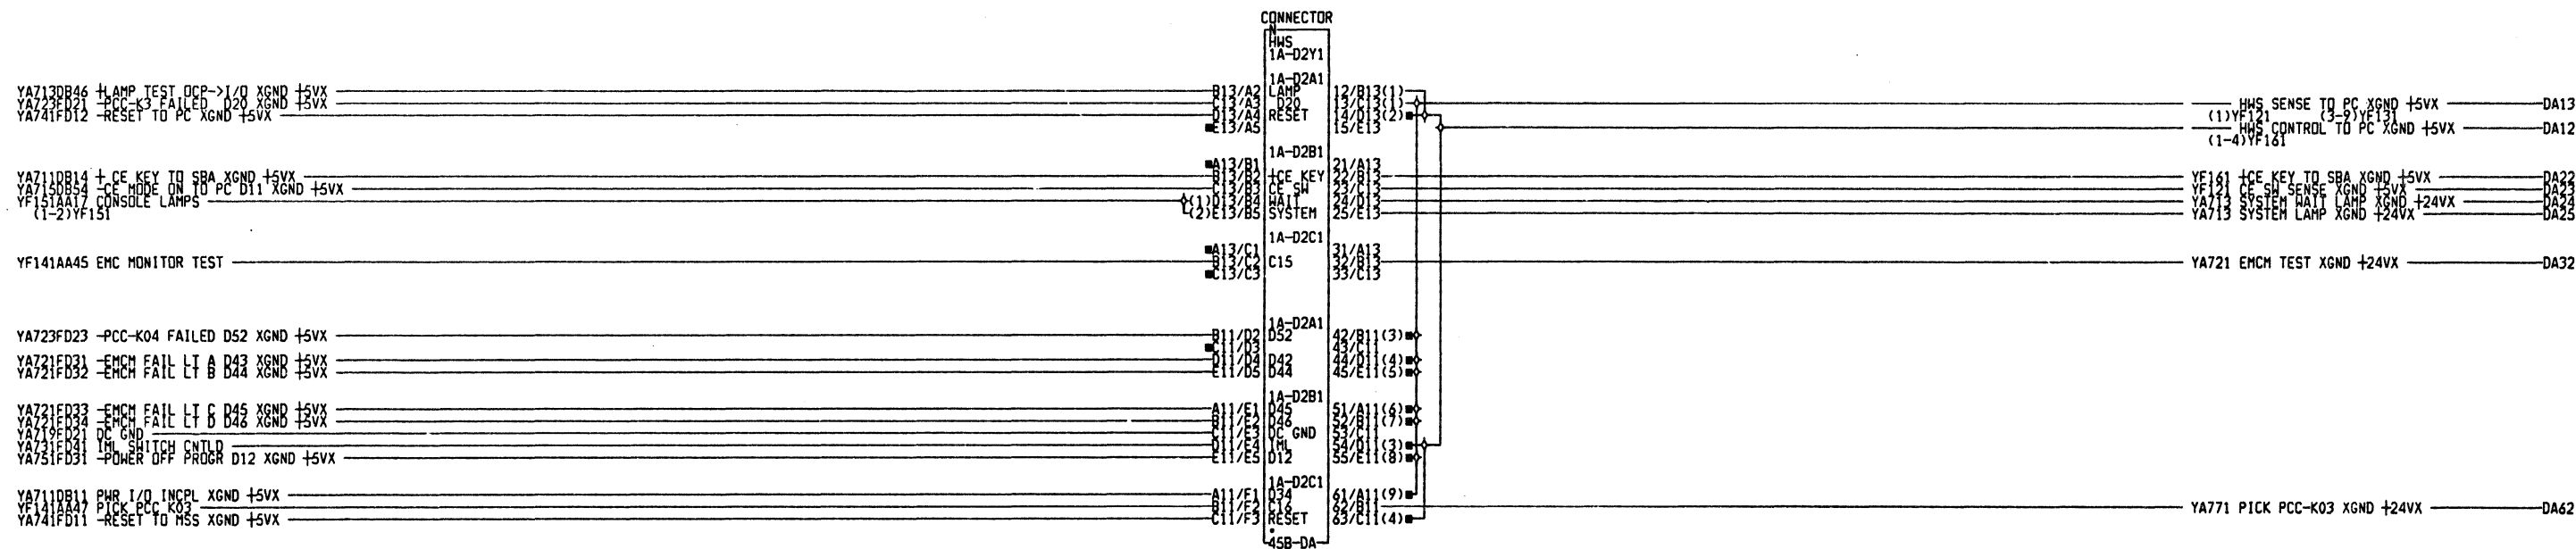 CONNECTOR
N
HWS
1A-D2Y1
1A-D2A1
YA713DB46 +LAMP TEST OCP->I/O XGND +5VX B13/A2 LAMP 12/B13(1)
YA723FD21 -PCC-K3 FAILED D20 XGND +5VX C13/A3 D20 13/C13(1) HWS SENSE TO PC XGND +5VX DA13
YA741FD12 -RESET TO PC XGND +5VX D13/A4 RESET 14/D13(2) (1)YF121 (3-9)YF131
E13/A5 15/E13 HWS CONTROL TO PC XGND +5VX DA12
(1-4)YF161
1A-D2B1
A13/B1 21/A13
YA711DB14 + CE KEY TO SBA XGND +5VX B13/B2 +CE KEY 22/B13 YF161 +CE KEY TO SBA XGND +5VX DA22
YA715DB54 -CE MODE ON TO PC D11 XGND +5VX C13/B3 CE SW 23/C13 YF121 CE SW SENSE XGND +5VX DA23
YF151AA17 CONSOLE LAMPS (1)D13/B4 WAIT 24/D13 YA713 SYSTEM WAIT LAMP XGND +24VX DA24
(1-2)YF151 (2)E13/B5 SYSTEM 25/E13 YA713 SYSTEM LAMP XGND +24VX DA25
1A-D2C1
A13/C1 31/A13
YF141AA45 EMC MONITOR TEST B13/C2 C15 32/B13 YA721 EMCM TEST XGND +24VX DA32
C13/C3 33/C13
1A-D2A1
YA723FD23 -PCC-K04 FAILED D52 XGND +5VX B11/D2 D52 42/B11(3)
C11/D3 43/C11
YA721FD31 -EMCM FAIL LT A D43 XGND +5VX D11/D4 D42 44/D11(4)
YA721FD32 -EMCM FAIL LT B D44 XGND +5VX E11/D5 D44 45/E11(5)
1A-D2B1
YA721FD33 -EMCM FAIL LT C D45 XGND +5VX A11/E1 D45 51/A11(6)
YA721FD34 -EMCM FAIL LT D D46 XGND +5VX B11/E2 D46 52/B11(7)
YA719FD21 DC GND C11/E3 DC GND 53/C11
YA731FD41 IML SWITCH CNTLD D11/E4 IML 54/D11(3)
YA751FD31 -POWER OFF PROGR D12 XGND +5VX E11/E5 D12 55/E11(8)
1A-D2C1
YA711DB11 PWR I/O INCPL XGND +5VX A11/F1 D34 61/A11(9)
YF141AA47 PICK PCC K03 B11/F2 C16 62/B11 YA771 PICK PCC-K03 XGND +24VX DA62
YA741FD11 -RESET TO MSS XGND +5VX C11/F3 RESET 63/C11(4)
45B-DA